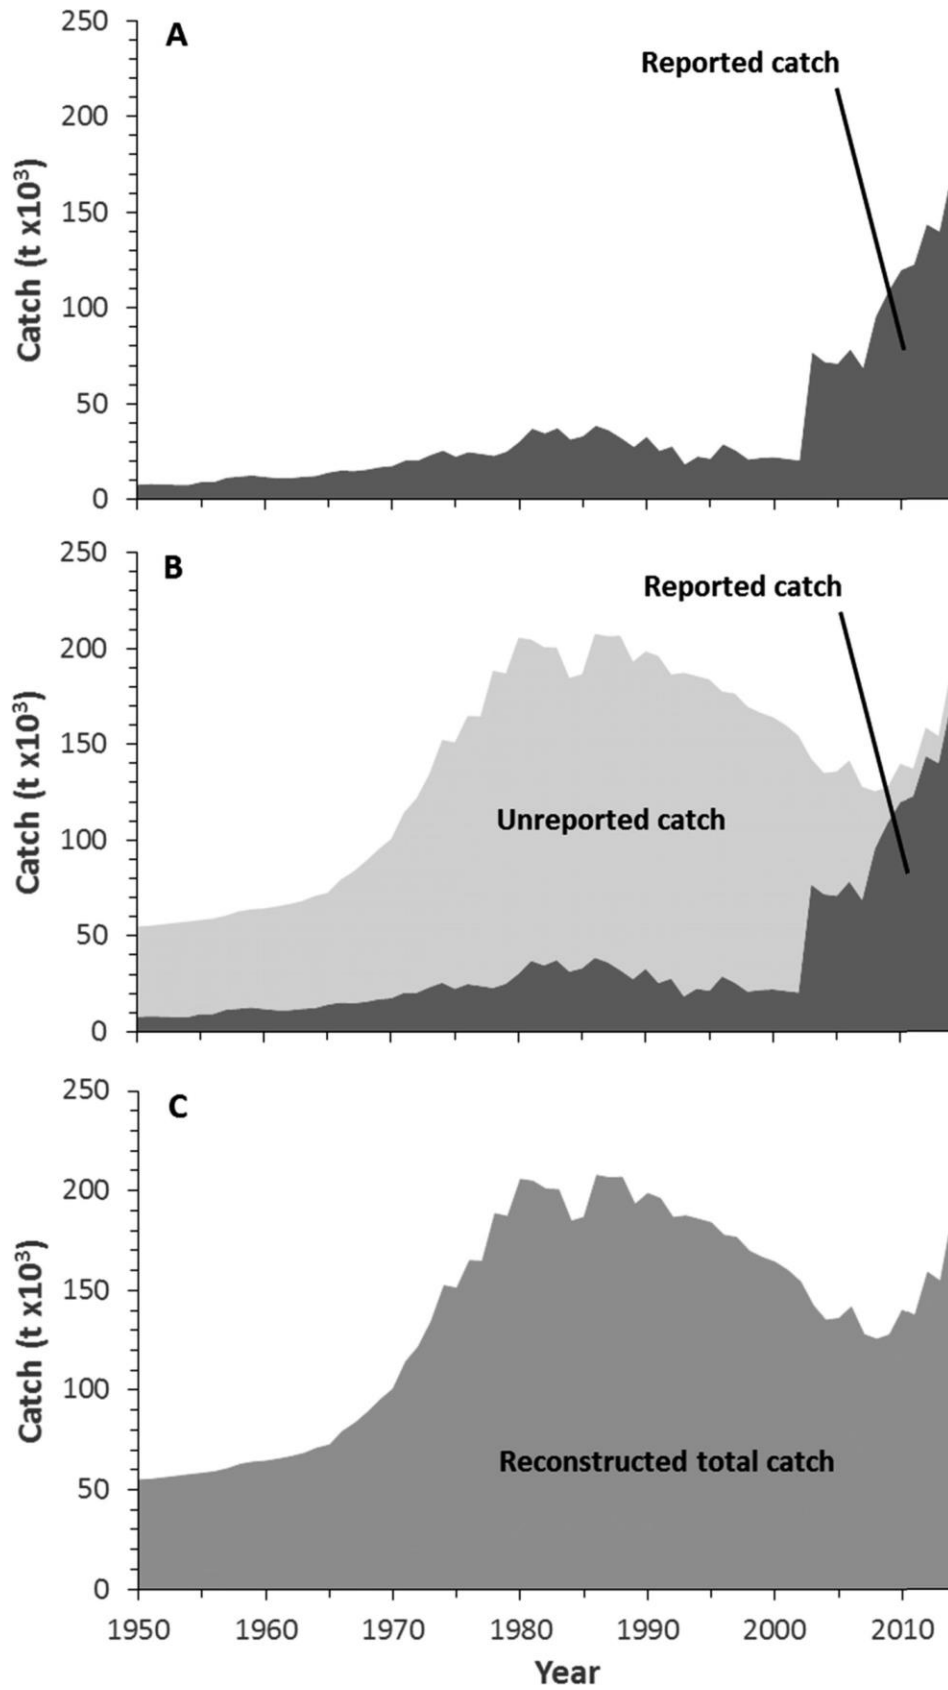 A
Reported catch
Catch (t x10³)
250
200
150
100
50
0
B
Reported catch
Unreported catch
Catch (t x10³)
250
200
150
100
50
0
C
Reconstructed total catch
Catch (t x10³)
250
200
150
100
50
0
1950 1960 1970 1980 1990 2000 2010
Year